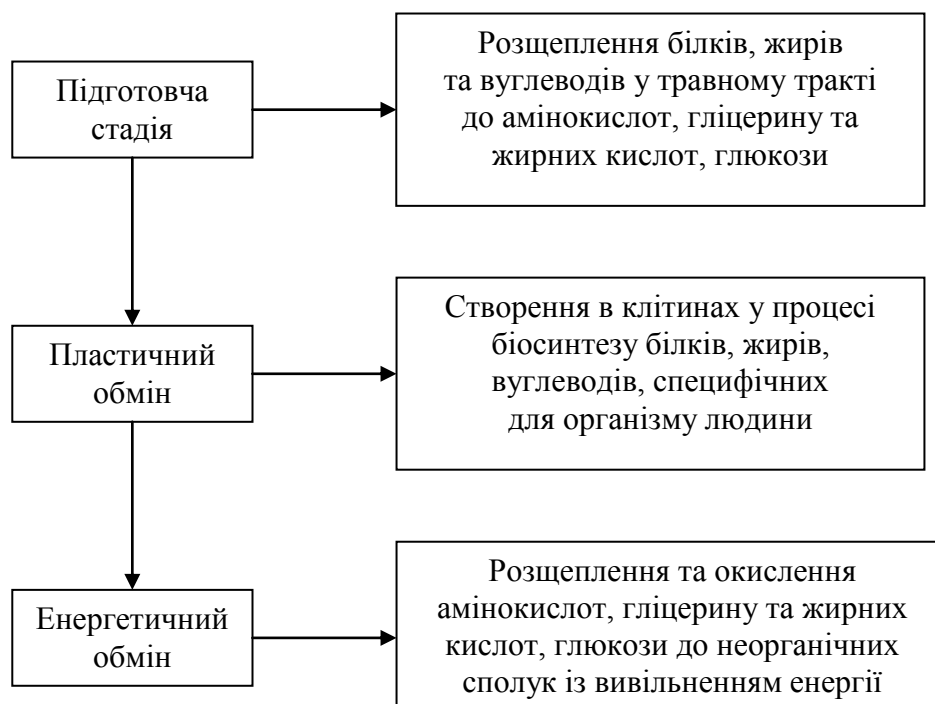 Підготовча
стадія
Розщеплення білків, жирів
та вуглеводів у травному тракті
до амінокислот, гліцерину та
жирних кислот, глюкози
Пластичний
обмін
Створення в клітинах у процесі
біосинтезу білків, жирів,
вуглеводів, специфічних
для організму людини
Енергетичний
обмін
Розщеплення та окислення
амінокислот, гліцерину та жирних
кислот, глюкози до неорганічних
сполук із вивільненням енергії